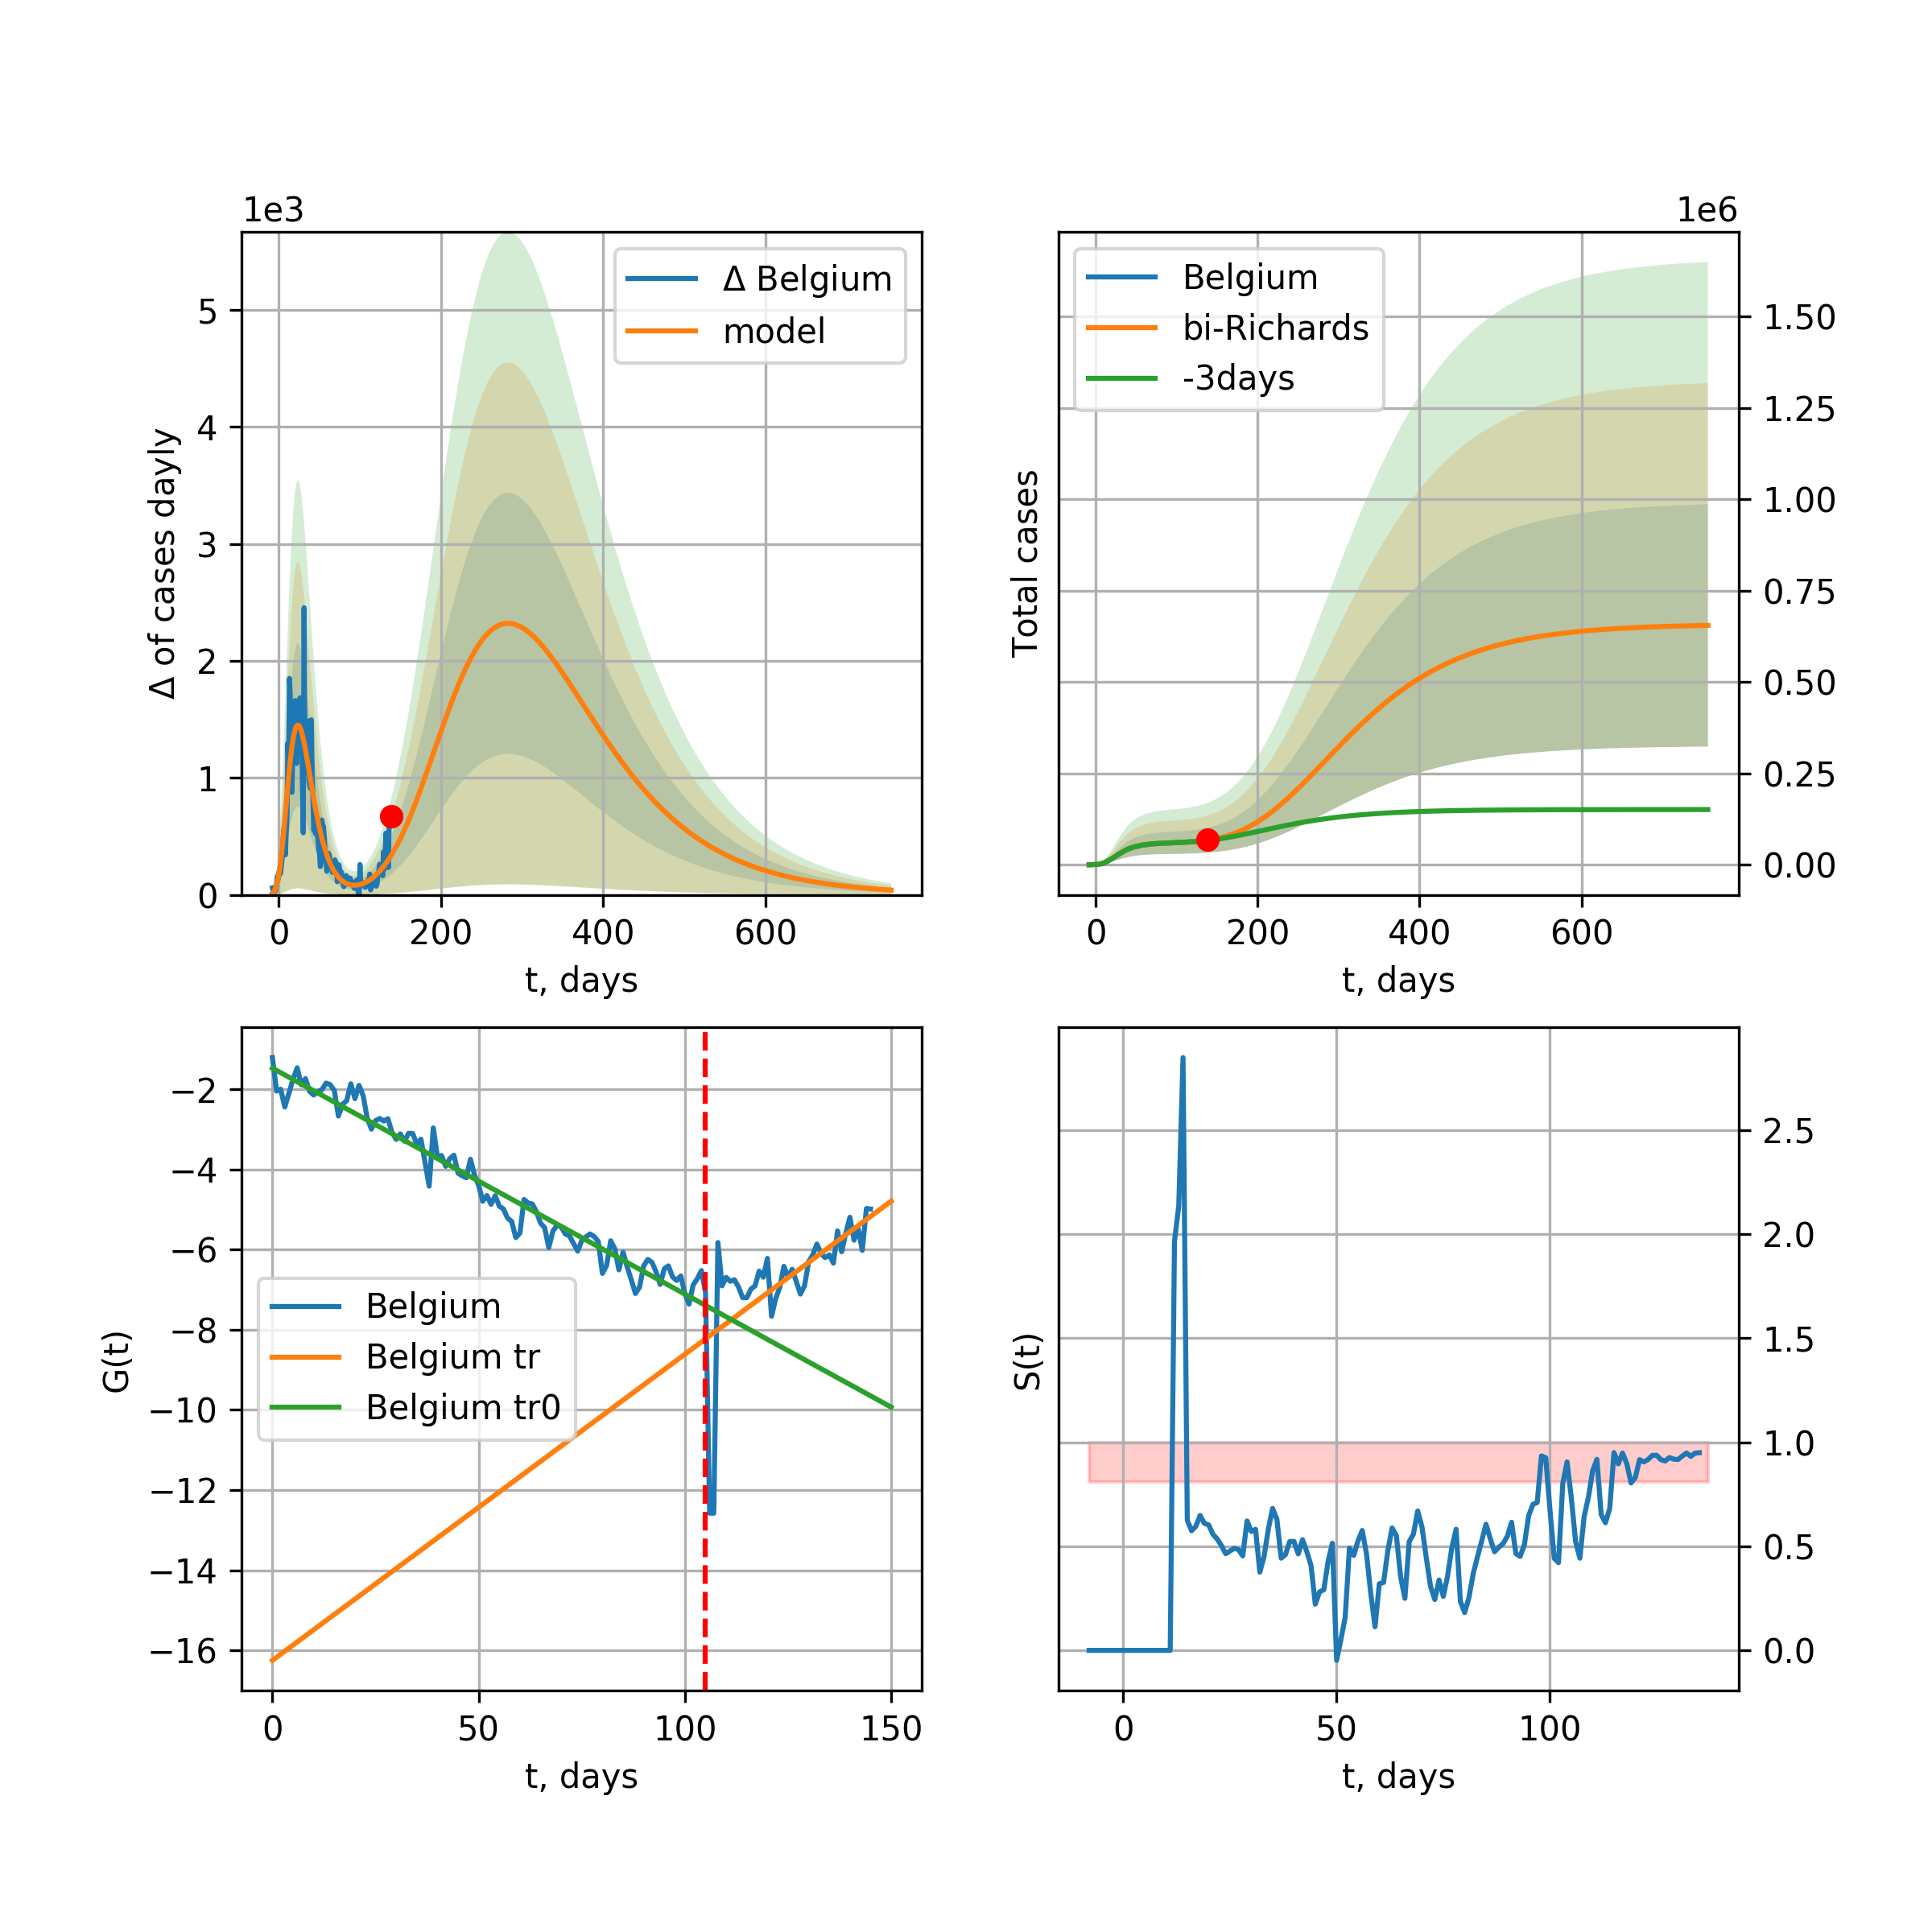 1e3
Δ Belgium
model
5
4
3
2
1
0
Δ of cases dayly
0 200 400 600
t, days
1e6
Belgium
bi-Richards
-3days
Total cases
1.50
1.25
1.00
0.75
0.50
0.25
0.00
0 200 400 600
t, days
−2
−4
−6
−8
−10
−12
−14
−16
G(t)
Belgium
Belgium tr
Belgium tr0
0 50 100 150
t, days
S(t)
2.5
2.0
1.5
1.0
0.5
0.0
0 50 100
t, days